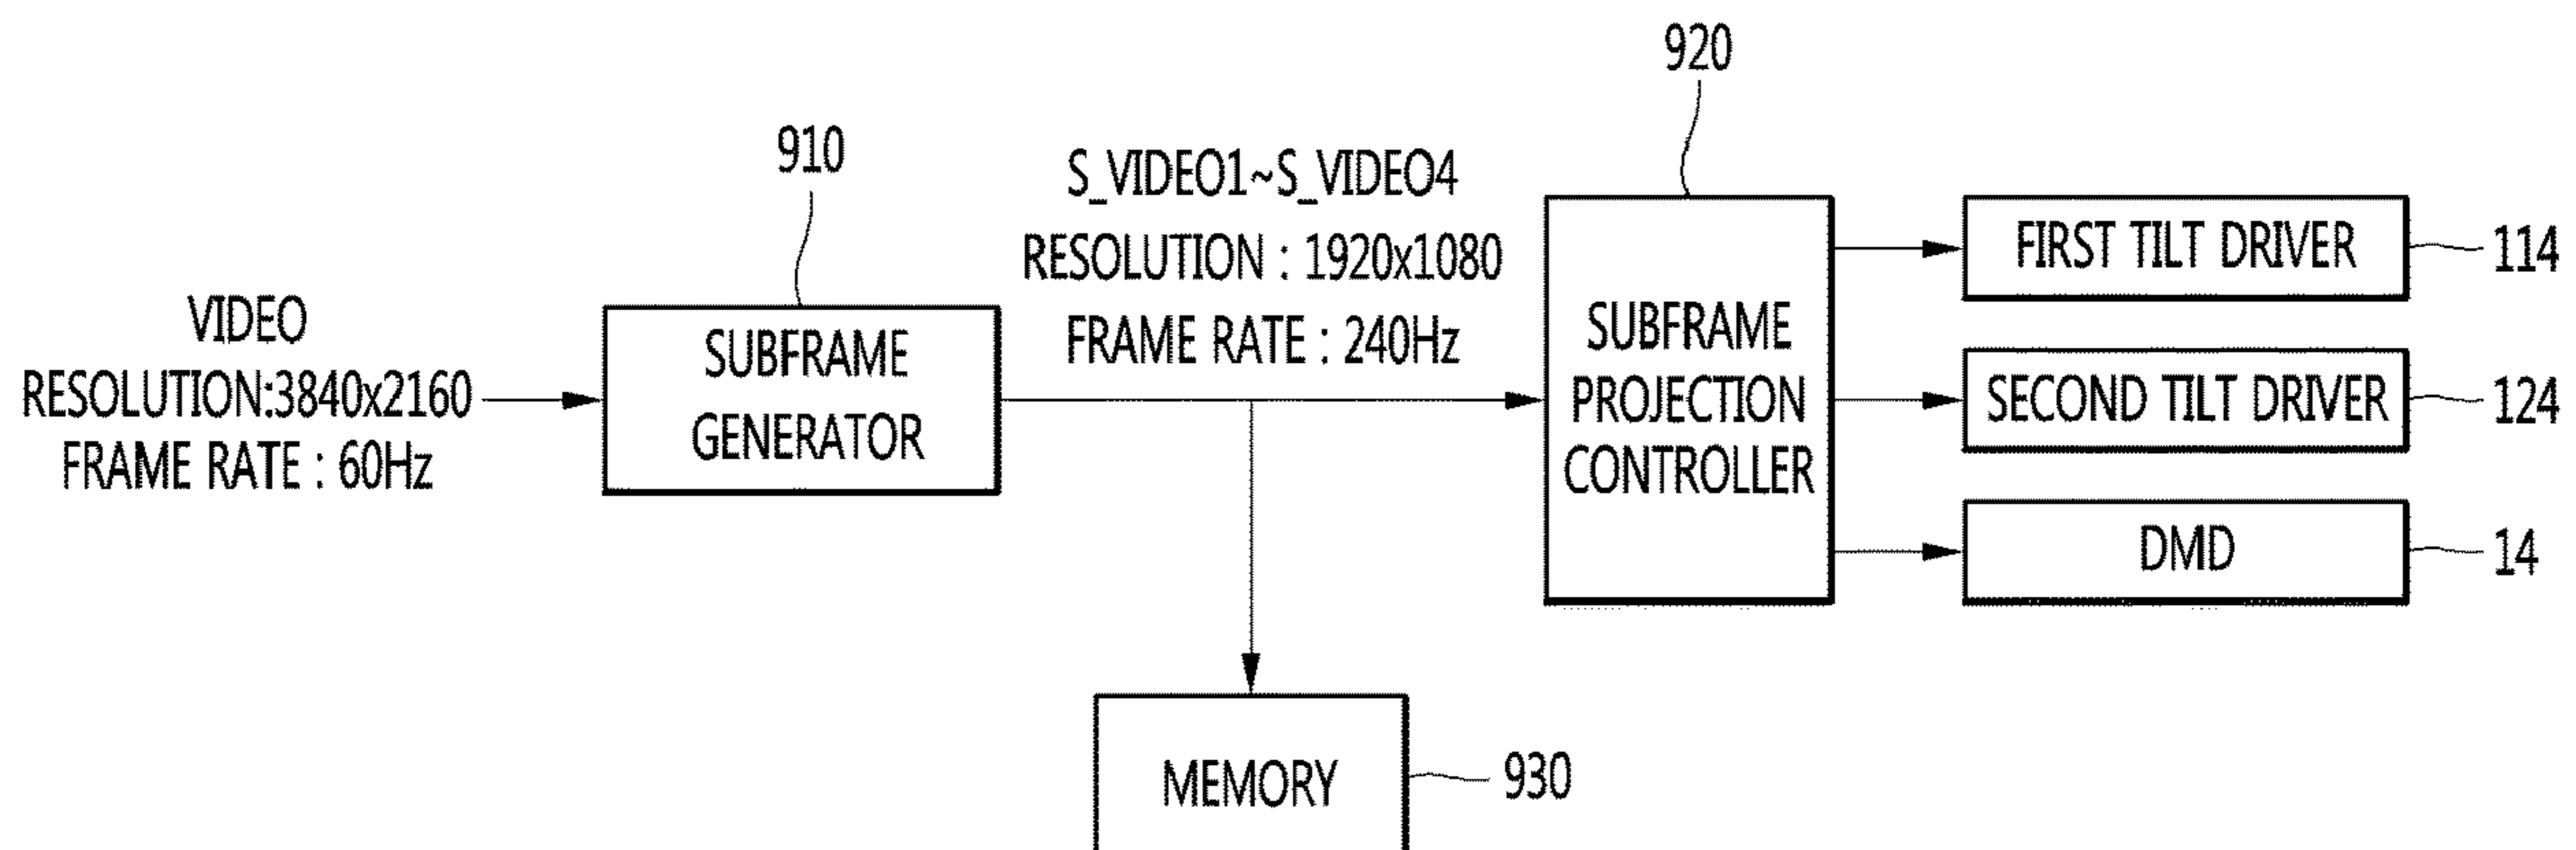 920
910
S_VIDEO1~S_VIDEO4
RESOLUTION : 1920x1080
FRAME RATE : 240Hz
VIDEO
RESOLUTION:3840x2160
FRAME RATE : 60Hz
SUBFRAME
GENERATOR
SUBFRAME
PROJECTION
CONTROLLER
FIRST TILT DRIVER
114
SECOND TILT DRIVER
124
DMD
14
MEMORY
930